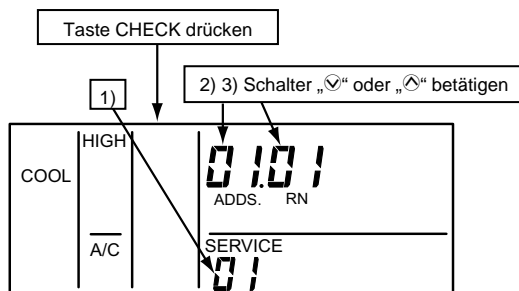 Taste CHECK drücken
1)
2) 3) Schalter „⌵“ oder „⌃“ betätigen
HIGH
COOL
01.01
ADDS. RN
A/C
SERVICE
01